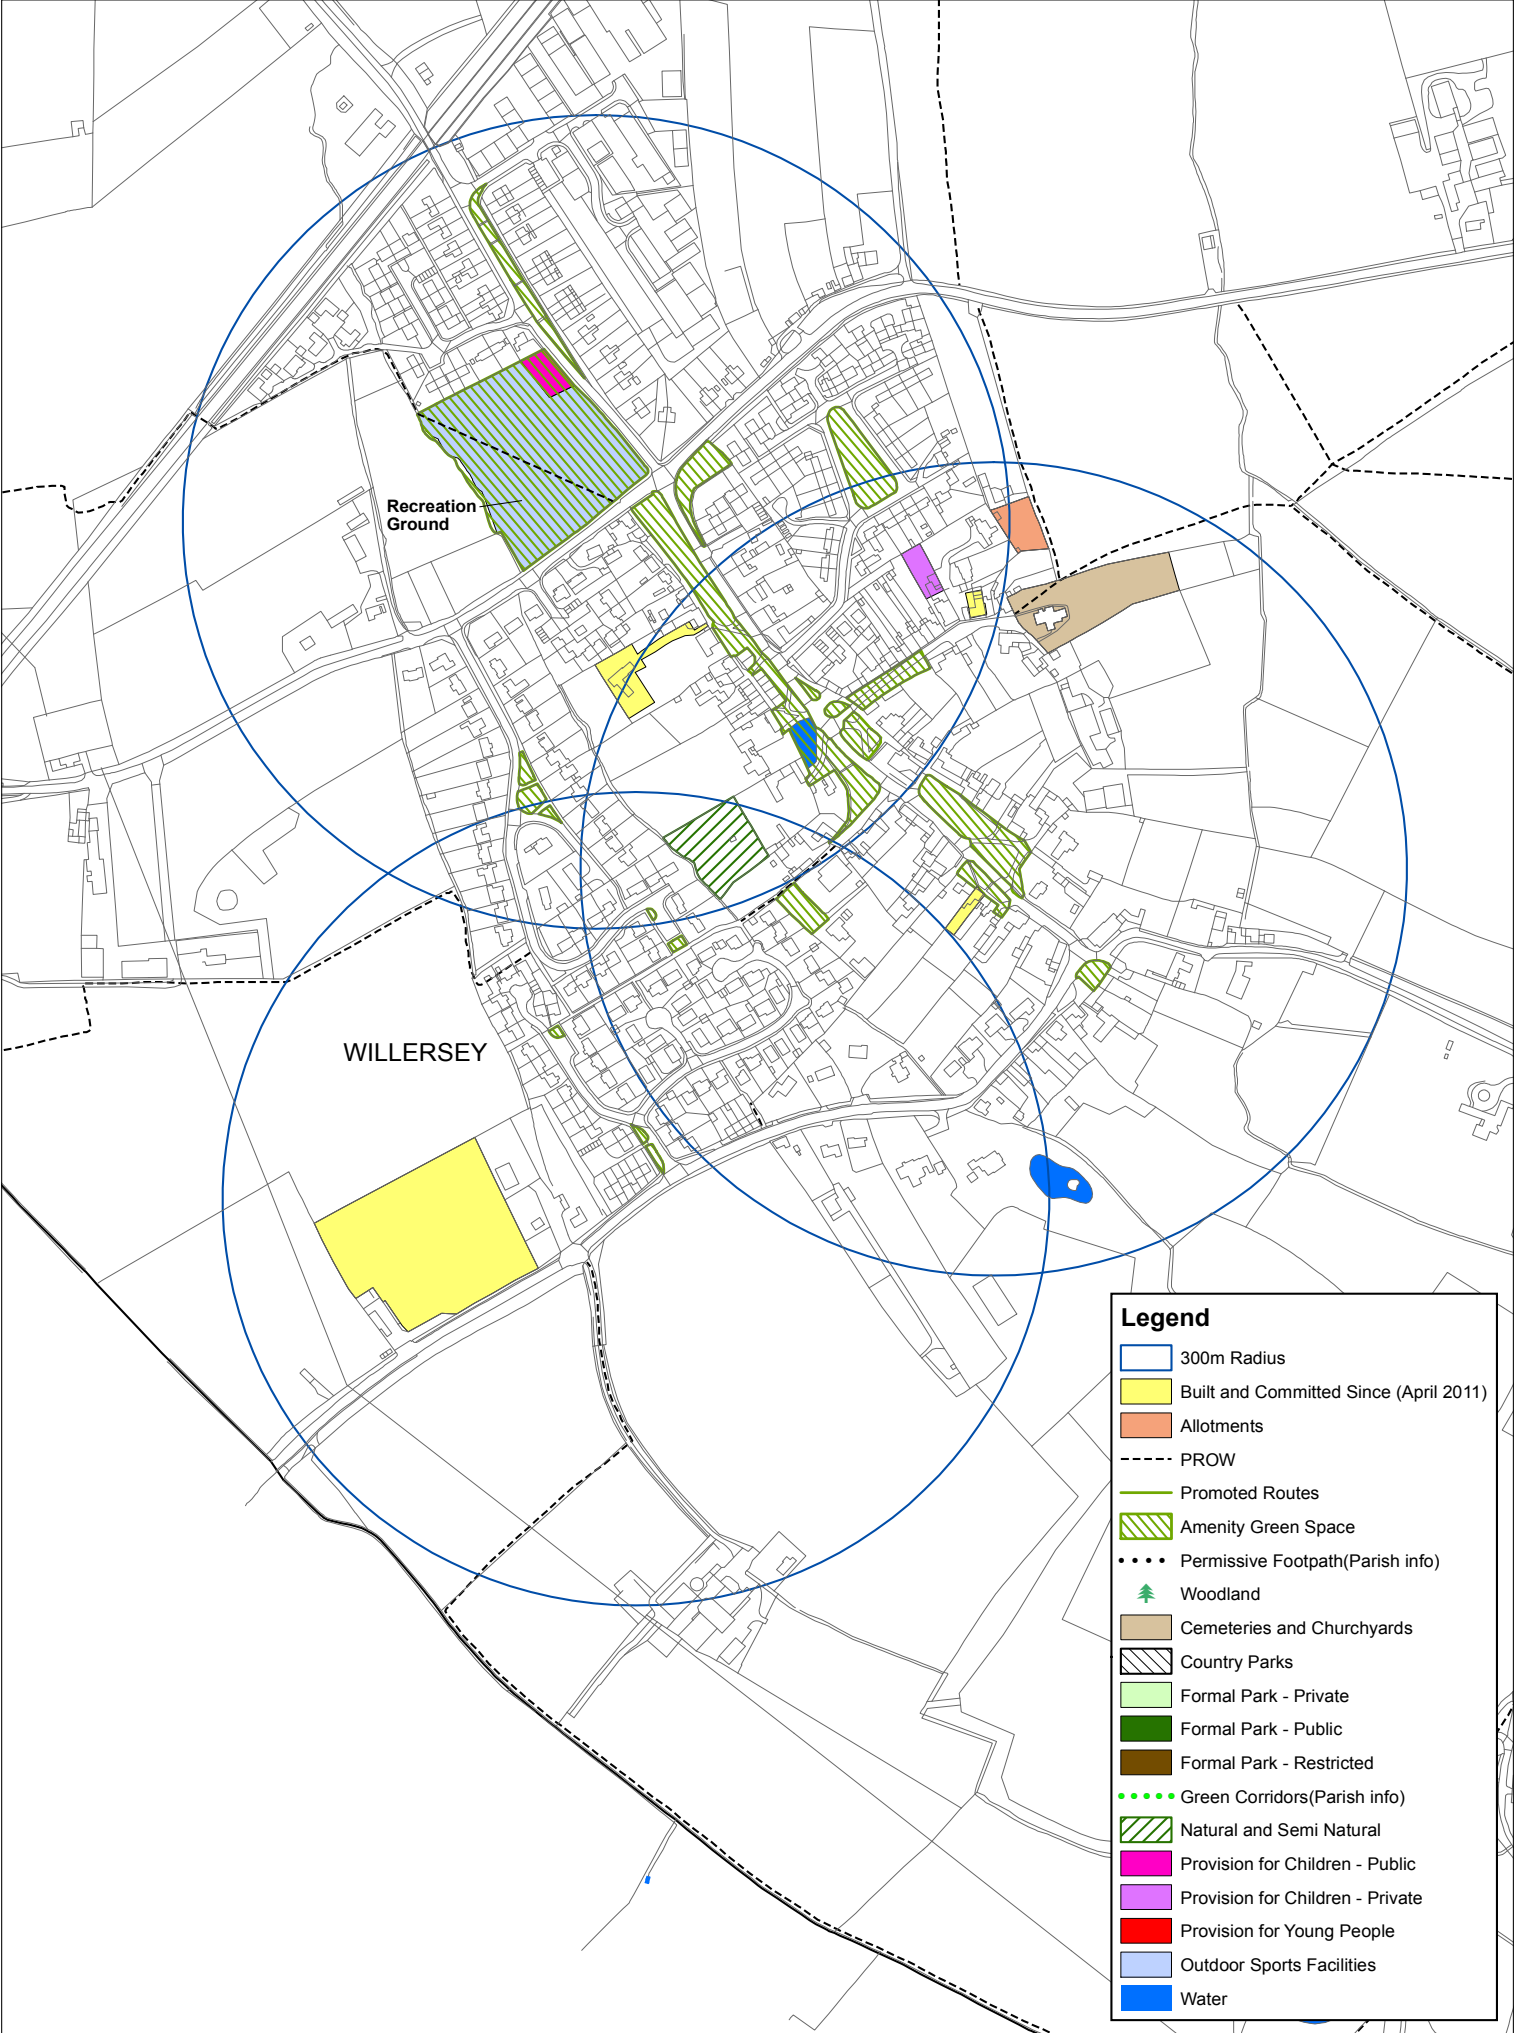 Recreation
Ground
WILLERSEY
Legend
300m Radius
Built and Committed Since (April 2011)
Allotments
PROW
Promoted Routes
Amenity Green Space
Permissive Footpath(Parish info)
Woodland
Cemeteries and Churchyards
Country Parks
Formal Park - Private
Formal Park - Public
Formal Park - Restricted
Green Corridors(Parish info)
Natural and Semi Natural
Provision for Children - Public
Provision for Children - Private
Provision for Young People
Outdoor Sports Facilities
Water